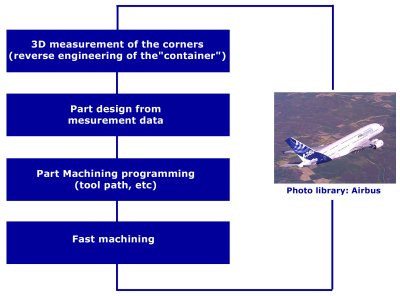 3D measurement of the corners
(reverse engineering of the"container")
Part design from
mesurement data
Part Machining programming
(tool path, etc)
Fast machining
Photo library: Airbus